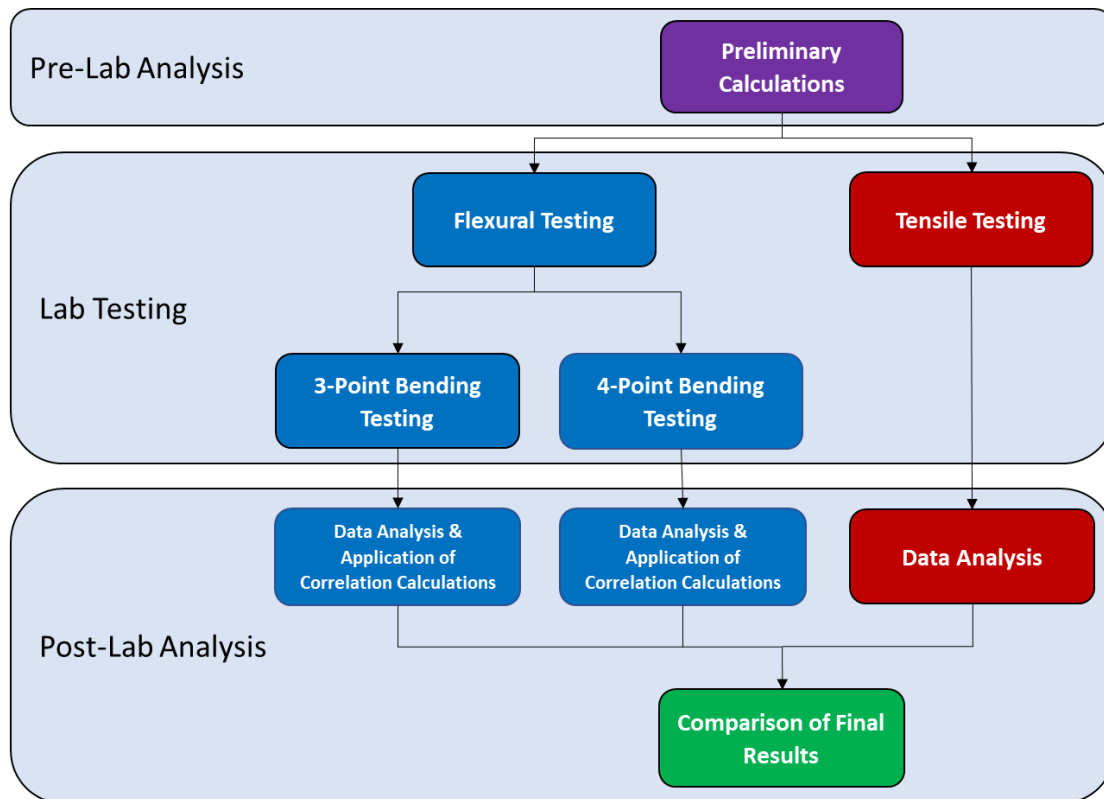 Pre-Lab Analysis
Preliminary
Calculations
Lab Testing
Flexural Testing
Tensile Testing
3-Point Bending
Testing
4-Point Bending
Testing
Post-Lab Analysis
Data Analysis &
Application of
Correlation Calculations
Data Analysis &
Application of
Correlation Calculations
Data Analysis
Comparison of Final
Results